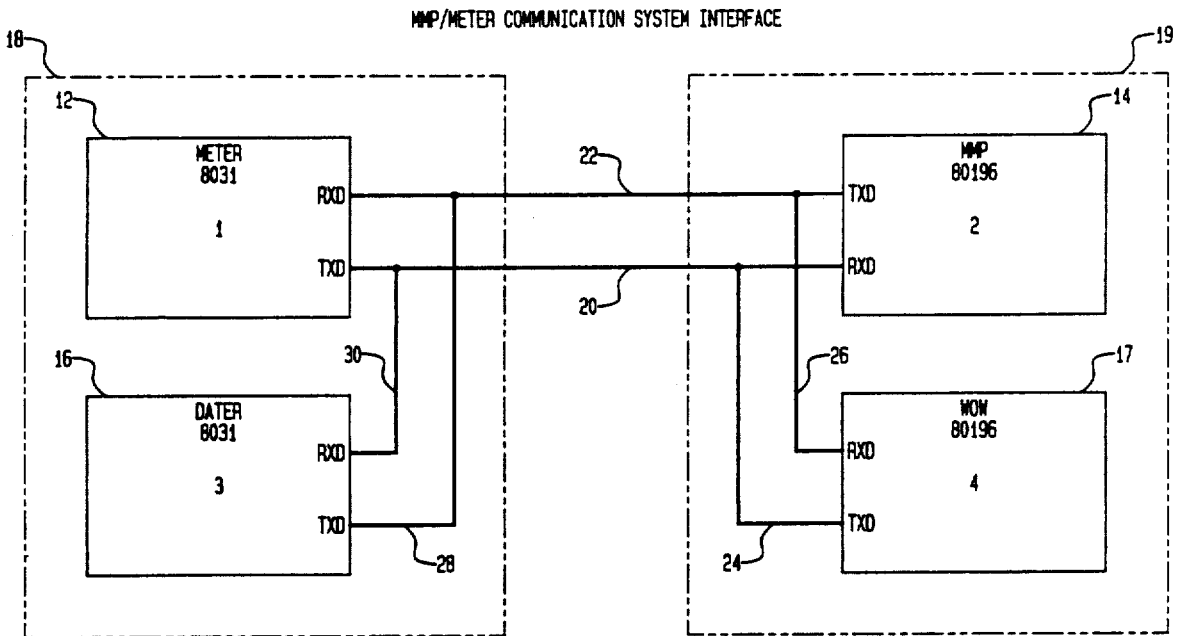 MMP/METER COMMUNICATION SYSTEM INTERFACE
18
19
12
14
METER
8031
1
RXD
TXD
22
20
MMP
80196
2
TXD
RXD
16
30
26
17
DATER
8031
3
RXD
TXD
28
WOW
80196
4
RXD
TXD
24